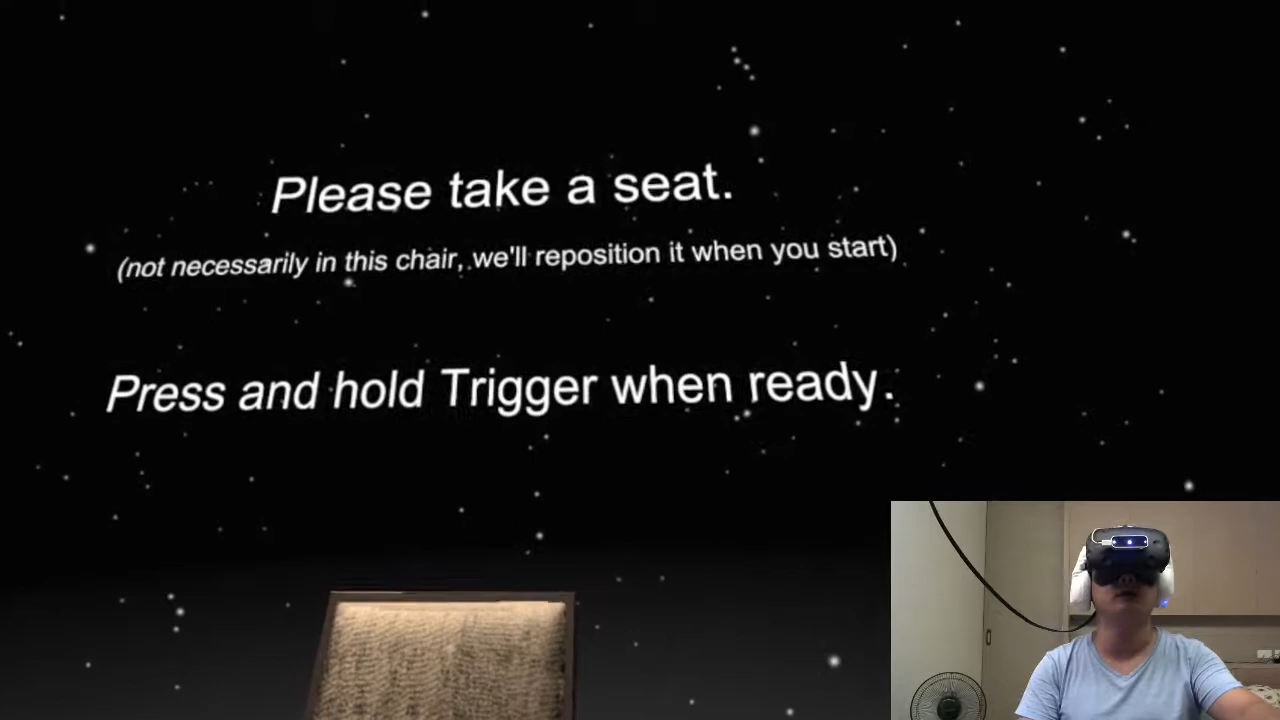 Please take a seat.
(not necessarily in this chair, we'll reposition it when you start)
Press and hold Trigger when ready.